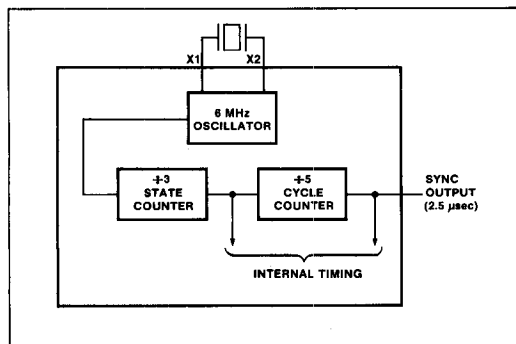 X1
X2
6 MHz
OSCILLATOR
÷3
STATE
COUNTER
÷5
CYCLE
COUNTER
SYNC
OUTPUT
(2.5 µsec)
INTERNAL TIMING